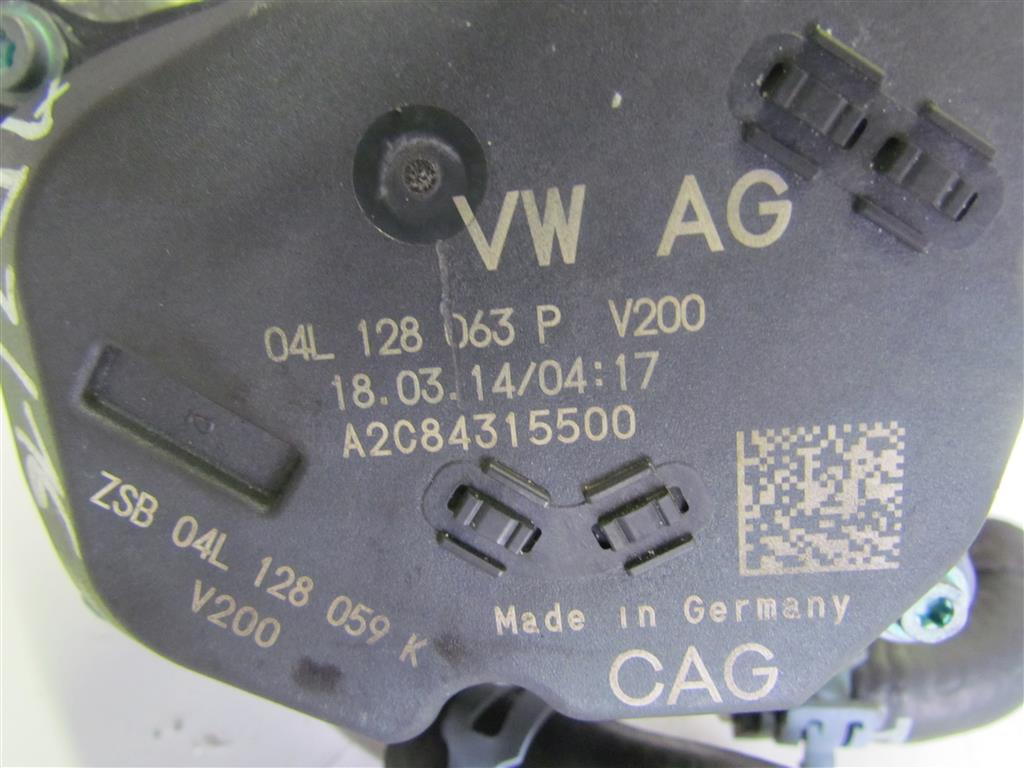 VW AG
04L 128 063 P V200
18.03.14/04:17
A2C84315500
ZSB 04L 128 059 K
V200
Made in Germany
CAG